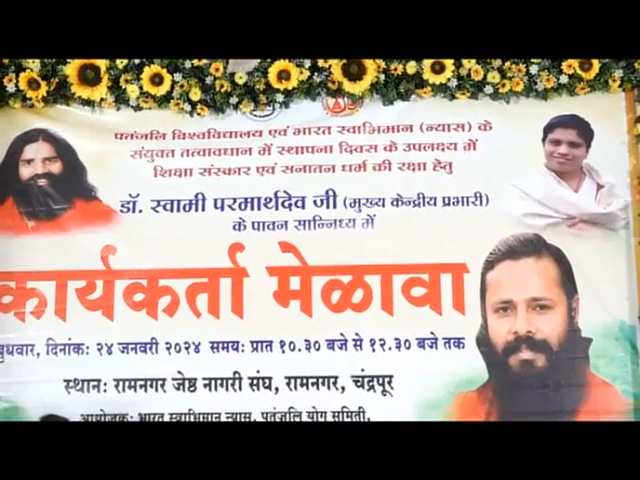 पतंजलि विश्वविद्यालय एवं भारत स्वाभिमान (न्यास) के
संयुक्त तत्वावधान में स्थापना दिवस के उपलक्ष्य में
शिक्षा संस्कार एवं सनातन धर्म की रक्षा हेतु
डॉ. स्वामी परमार्थदेव जी (मुख्य केन्द्रीय प्रभारी)
के पावन सान्निध्य में
कार्यकर्ता मेळावा
बुधवार, दिनांक: २४ जनवरी २०२४ समय: प्रात १०.३० बजे से १२.३० बजे तक
स्थान: रामनगर जेष्ठ नागरी संघ, रामनगर, चंद्रपूर
आयोजक: भारत स्वाभिमान न्यास, पतंजलि योग समिती,